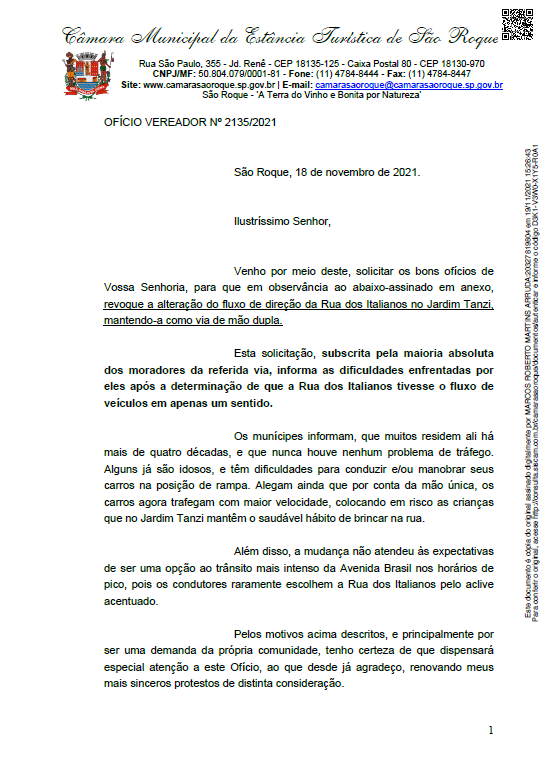 Câmara Municipal da Estância Turística de São Roque
Rua São Paulo, 355 - Jd. Renê - CEP 18135-125 - Caixa Postal 80 - CEP 18130-970
CNPJ/MF: 50.804.079/0001-81 - Fone: (11) 4784-8444 - Fax: (11) 4784-8447
Site: www.camarasaoroque.sp.gov.br | E-mail: camarasaoroque@camarasaoroque.sp.gov.br
São Roque - 'A Terra do Vinho e Bonita por Natureza'
OFÍCIO VEREADOR Nº 2135/2021
São Roque, 18 de novembro de 2021.
Ilustríssimo Senhor,
Venho por meio deste, solicitar os bons ofícios de
Vossa Senhoria, para que em observância ao abaixo-assinado em anexo,
revoque a alteração do fluxo de direção da Rua dos Italianos no Jardim Tanzi,
mantendo-a como via de mão dupla.
Esta solicitação, subscrita pela maioria absoluta
dos moradores da referida via, informa as dificuldades enfrentadas por
eles após a determinação de que a Rua dos Italianos tivesse o fluxo de
veículos em apenas um sentido.
Os munícipes informam, que muitos residem ali há
mais de quatro décadas, e que nunca houve nenhum problema de tráfego.
Alguns já são idosos, e têm dificuldades para conduzir e/ou manobrar seus
carros na posição de rampa. Alegam ainda que por conta da mão única, os
carros agora trafegam com maior velocidade, colocando em risco as crianças
que no Jardim Tanzi mantêm o saudável hábito de brincar na rua.
Além disso, a mudança não atendeu às expectativas
de ser uma opção ao trânsito mais intenso da Avenida Brasil nos horários de
pico, pois os condutores raramente escolhem a Rua dos Italianos pelo aclive
acentuado.
Pelos motivos acima descritos, e principalmente por
ser uma demanda da própria comunidade, tenho certeza de que dispensará
especial atenção a este Ofício, ao que desde já agradeço, renovando meus
mais sinceros protestos de distinta consideração.
1
Este documento é cópia do original assinado digitalmente por MARCOS ROBERTO MARTINS ARRUDA:20327819804 em 19/11/2021 15:26:43
Para conferir o original, acesse http://consulta.siscam.com.br/camarasaoroque/documentos/autenticar e informe o código D3K1-V3W0-X1Y5-R0A1